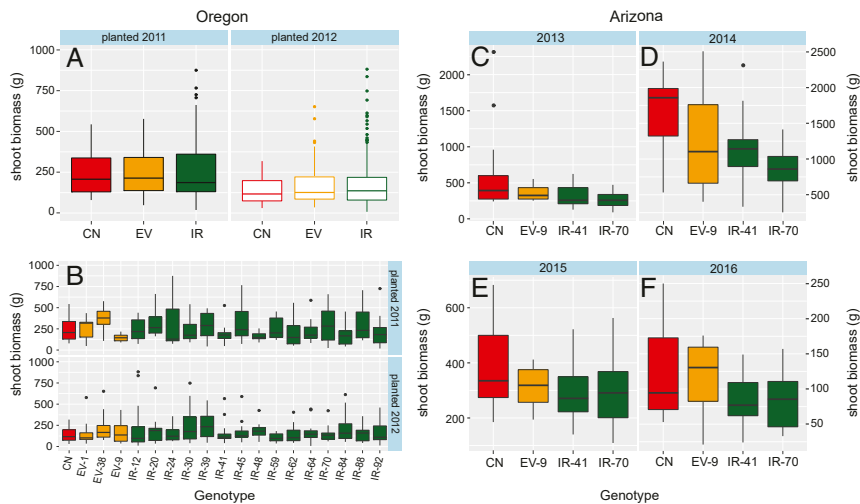 Oregon
Arizona
A
planted 2011
planted 2012
shoot biomass (g)
1000
750
500
250
0
CN
EV
IR
CN
EV
IR
B
shoot biomass (g)
planted 2011
1000
750
500
250
0
planted 2012
1000
750
500
250
0
CN
EV-1
EV-38
EV-9
IR-12
IR-20
IR-24
IR-30
IR-39
IR-41
IR-46
IR-48
IR-59
IR-62
IR-64
IR-70
IR-84
IR-88
IR-92
Genotype
C
2013
shoot biomass (g)
2000
1500
1000
500
0
CN
EV-9
IR-41
IR-70
D
2014
shoot biomass (g)
2500
2000
1500
1000
500
CN
EV-9
IR-41
IR-70
E
2015
shoot biomass (g)
600
400
200
CN
EV-9
IR-41
IR-70
F
2016
shoot biomass (g)
250
200
150
100
50
CN
EV-9
IR-41
IR-70
Genotype